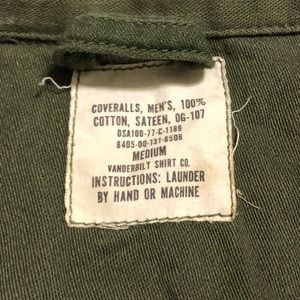 COVERALLS, MEN'S, 100%
COTTON, SATEEN, OG-107
DSA100-77-C-1189
8405-00-131-6508
MEDIUM
VANDERBILT SHIRT CO.
INSTRUCTIONS: LAUNDER
BY HAND OR MACHINE